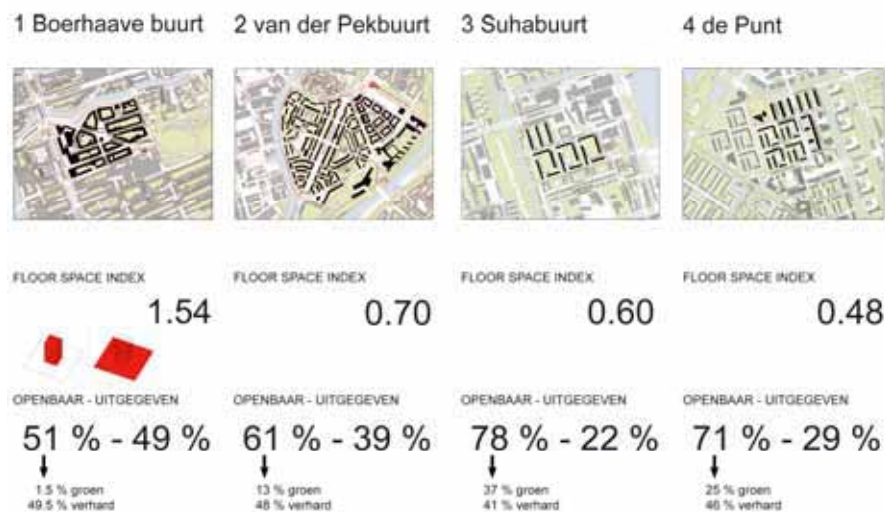 1 Boerhaave buurt
2 van der Pekbuurt
3 Suhabuurt
4 de Punt
FLOOR SPACE INDEX
FLOOR SPACE INDEX
FLOOR SPACE INDEX
FLOOR SPACE INDEX
1.54
0.70
0.60
0.48
OPENBAAR - UITGEGEVEN
OPENBAAR - UITGEGEVEN
OPENBAAR - UITGEGEVEN
OPENBAAR - UITGEGEVEN
51 % - 49 %
61 % - 39 %
78 % - 22 %
71 % - 29 %
1.5 % groen
49.5 % verhard
13 % groen
48 % verhard
37 % groen
41 % verhard
25 % groen
46 % verhard